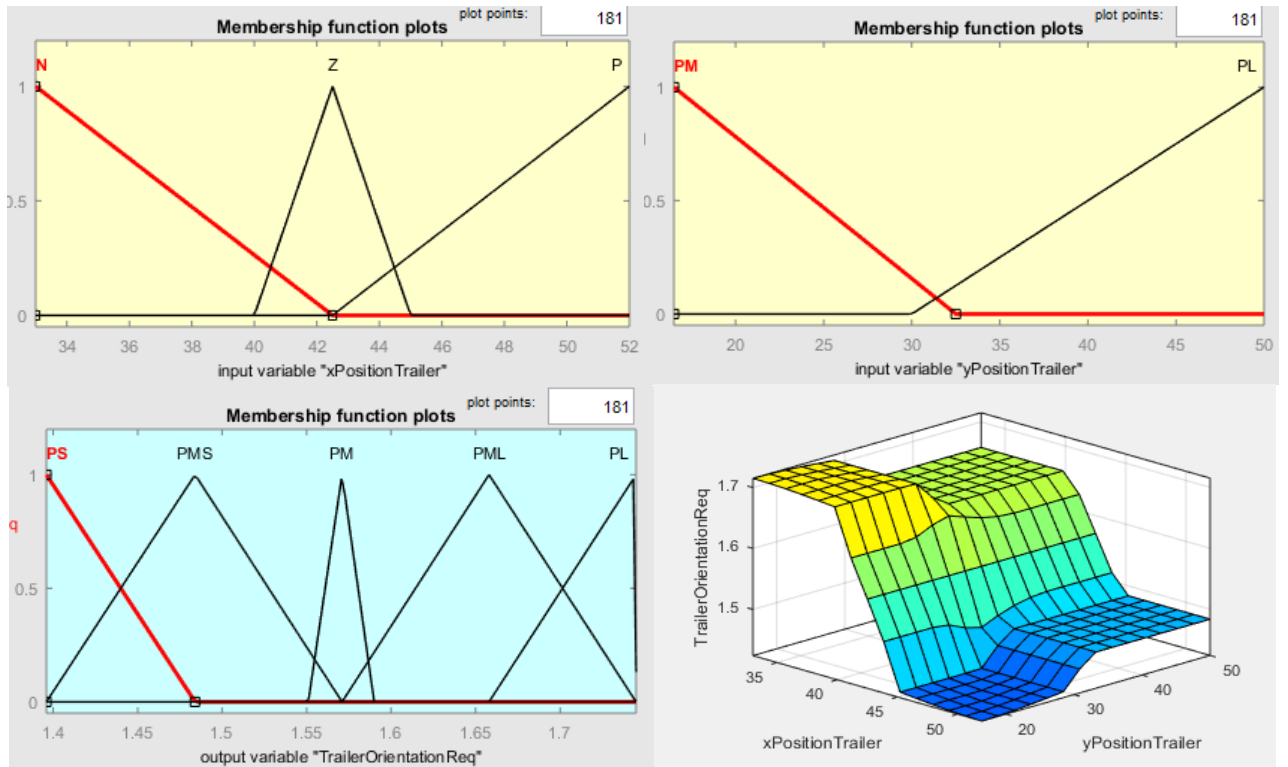 plot points: 181
Membership function plots
N Z P
1
0.5
0
34 36 38 40 42 44 46 48 50 52
input variable "xPositionTrailer"
plot points: 181
Membership function plots
PM PL
1
0.5
0
20 25 30 35 40 45 50
input variable "yPositionTrailer"
plot points: 181
Membership function plots
PS PMS PM PML PL
1
q
0.5
0
1.4 1.45 1.5 1.55 1.6 1.65 1.7
output variable "TrailerOrientationReq"
TrailerOrientationReq
1.7
1.6
1.5
35 40 45 50
xPositionTrailer
20 30 40 50
yPositionTrailer